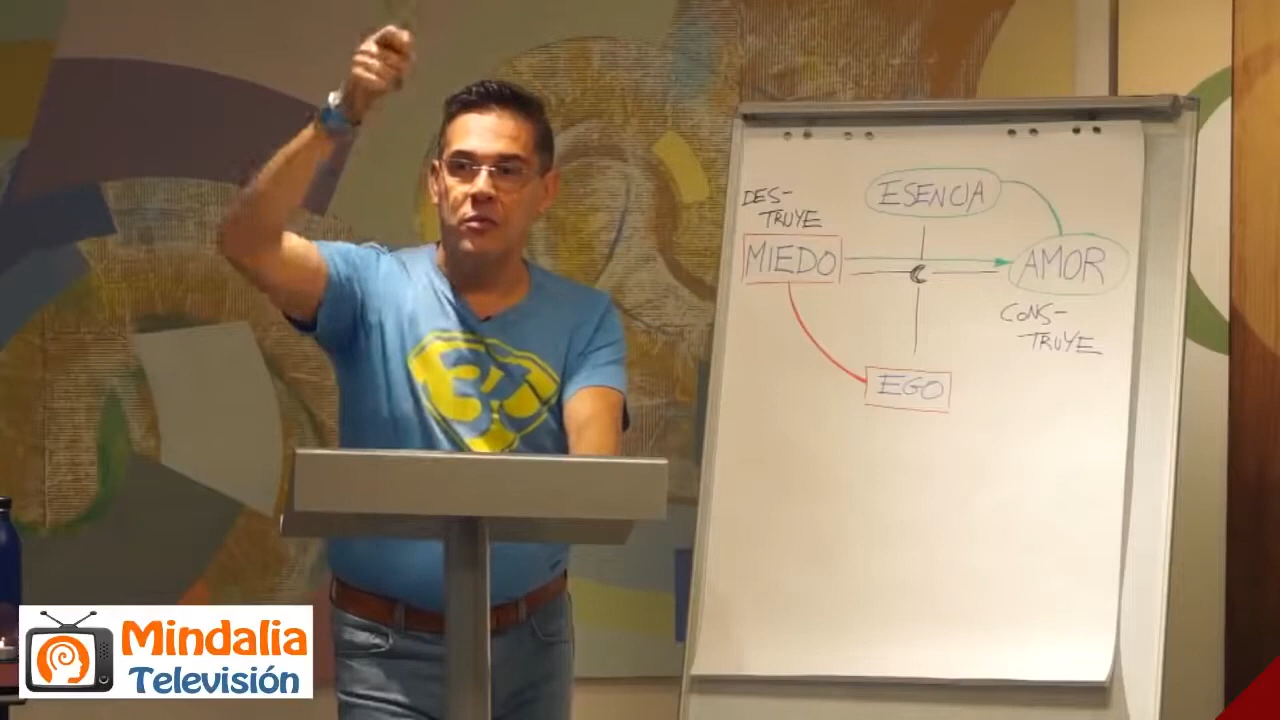 DES-
TRUYE
MIEDO
ESENCIA
AMOR
CONS-
TRUYE
EGO
Mindalia
Televisión